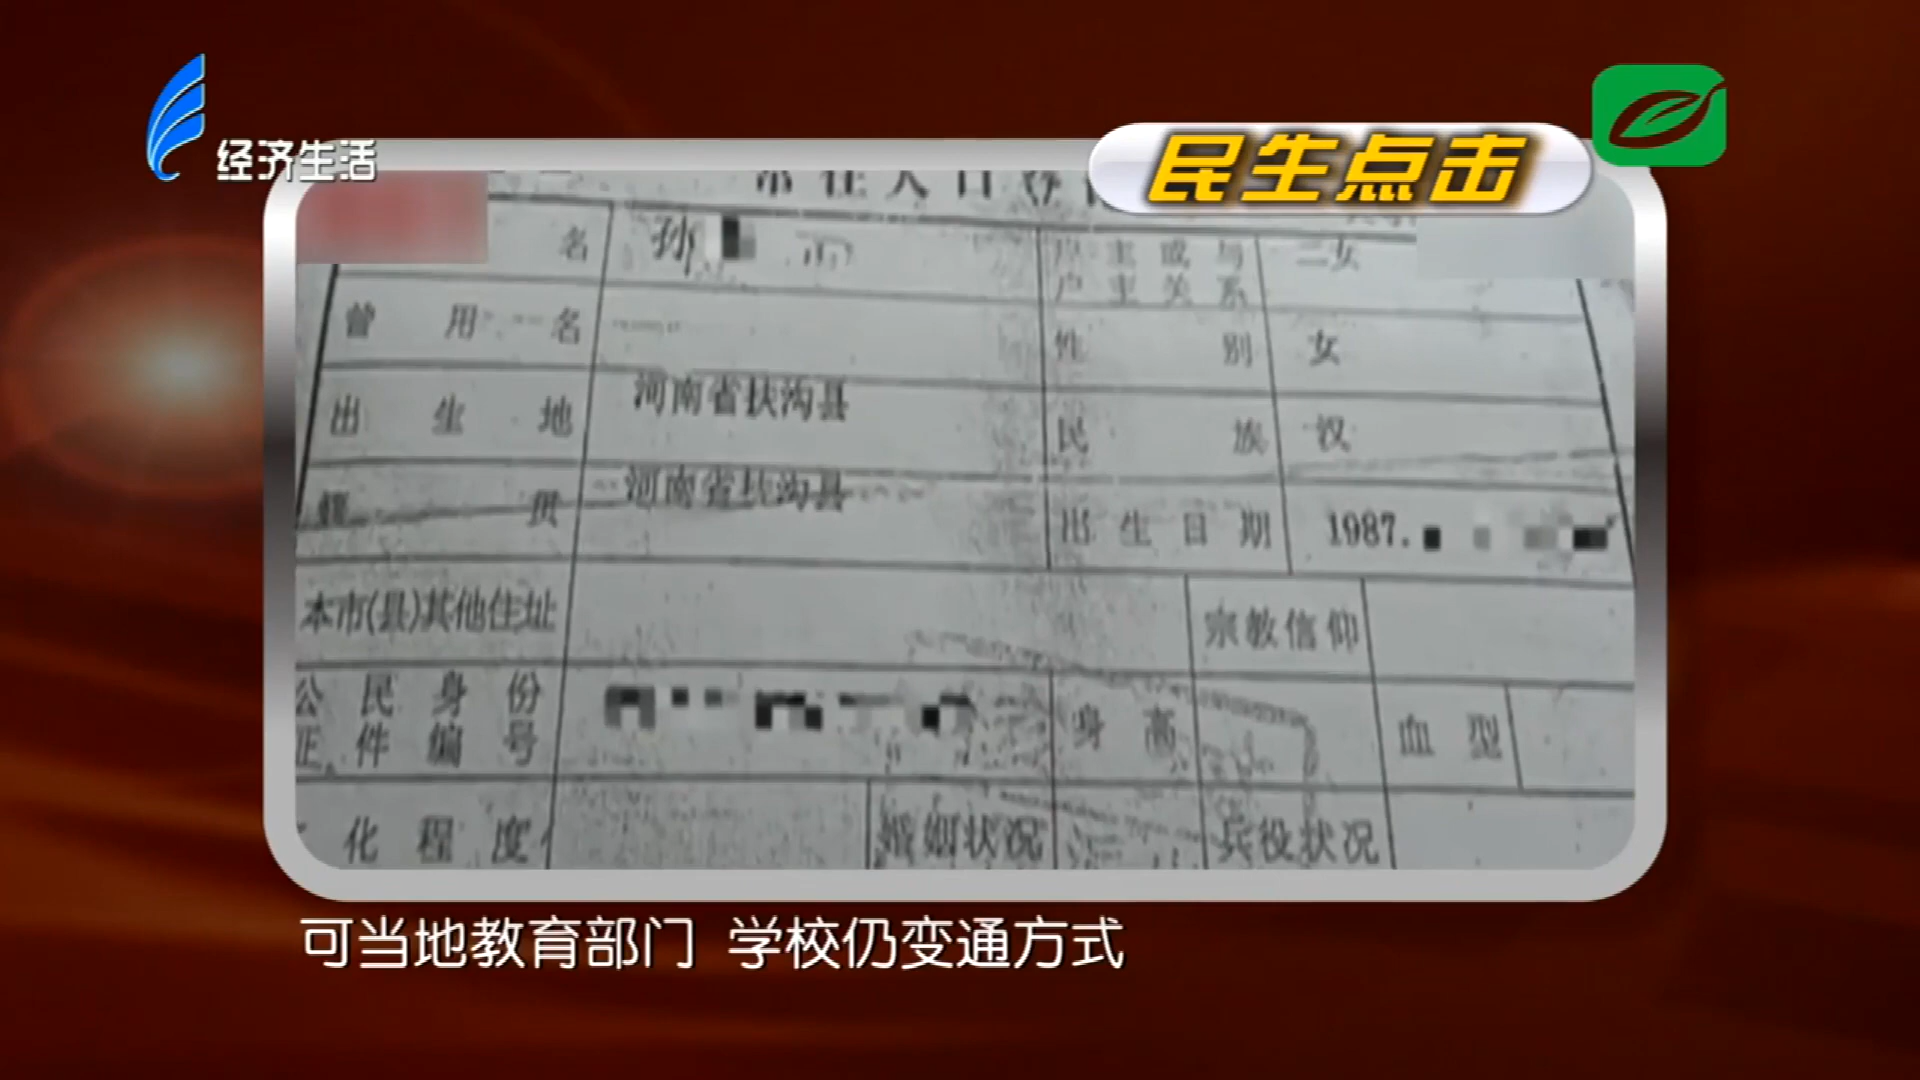 经济生活
民生点击
常住人口登
名 孙 户主或与 二女
户主关系
曾用名 性别 女
出生地 河南省扶沟县 民族 汉
籍贯 河南省扶沟县 出生日期 1987.
本市(县)其他住址 宗教信仰
公民身份 身高 血型
证件编号
化程度 婚姻状况 兵役状况
可当地教育部门 学校仍变通方式